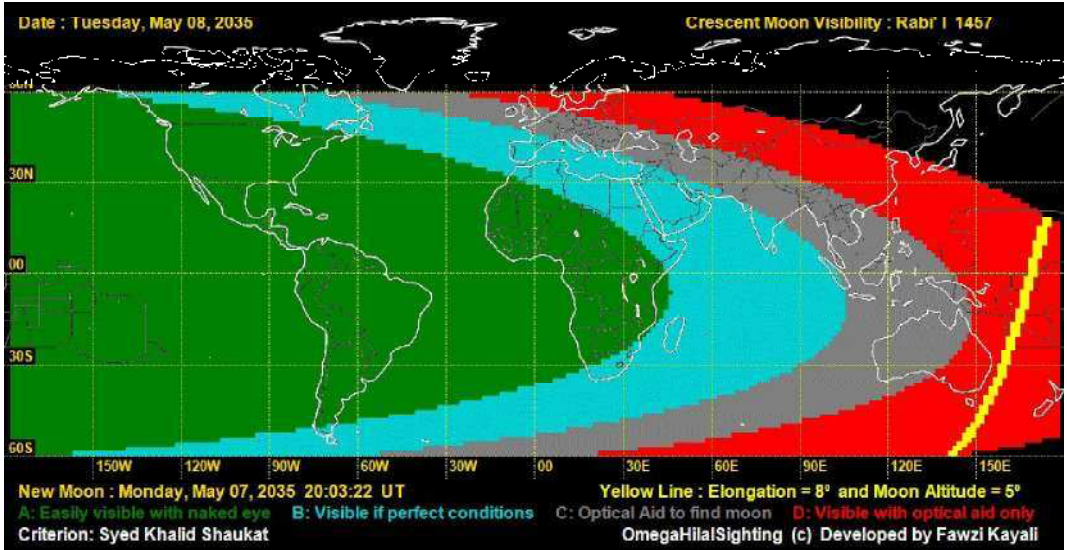 Date : Tuesday, May 08, 2035
Crescent Moon Visibility : Rabi' I 1457
60N
30N
00
30S
60S
150W 120W 90W 60W 30W 00 30E 60E 90E 120E 150E
New Moon : Monday, May 07, 2035 20:03:22 UT
Yellow Line : Elongation = 8º and Moon Altitude = 5º
A: Easily visible with naked eye B: Visible if perfect conditions C: Optical Aid to find moon D: Visible with optical aid only
Criterion: Syed Khalid Shaukat
OmegaHilalSighting (c) Developed by Fawzi Kayali